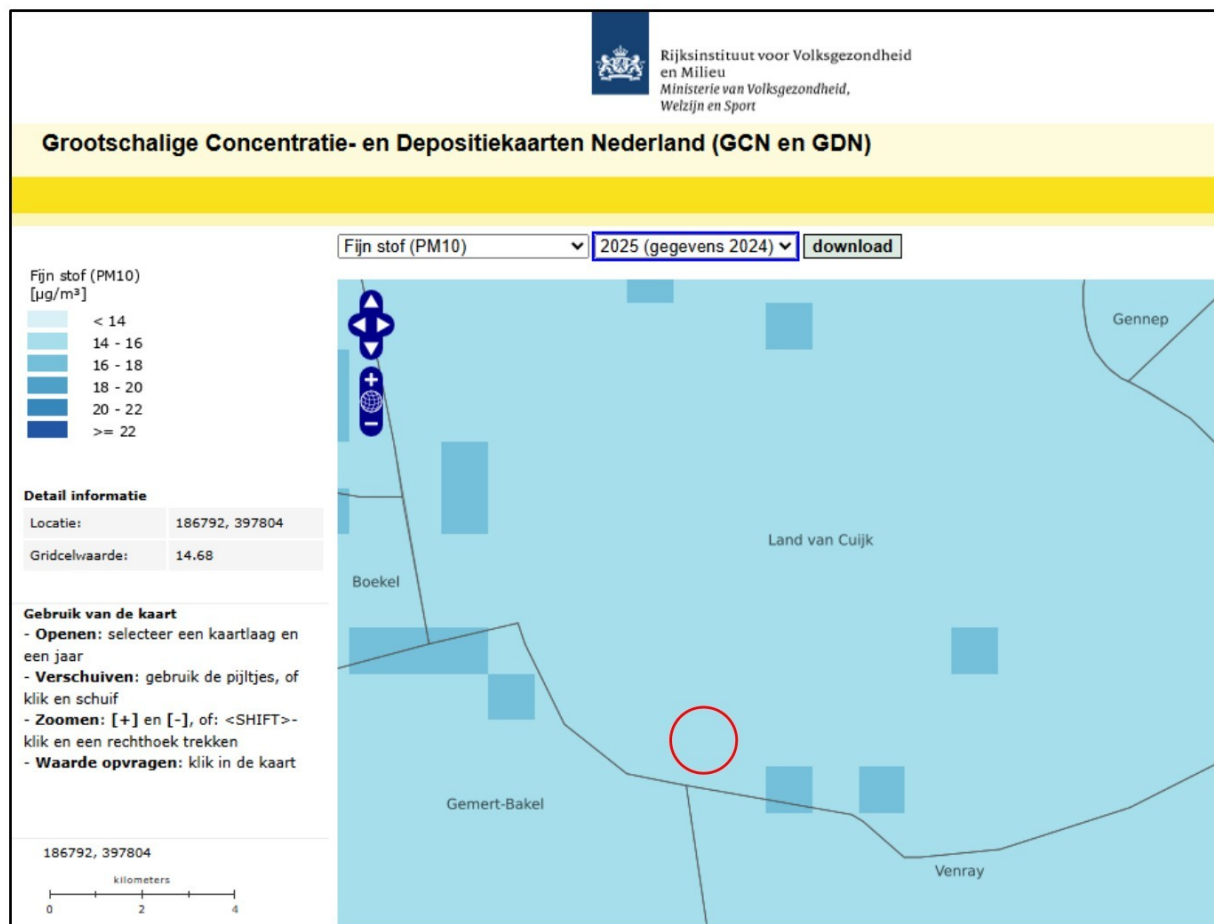 Rijksinstituut voor Volksgezondheid
en Milieu
Ministerie van Volksgezondheid,
Welzijn en Sport
Grootschalige Concentratie- en Depositiekaarten Nederland (GCN en GDN)
Fijn stof (PM10)
2025 (gegevens 2024)
download
Fijn stof (PM10)
[µg/m³]
< 14
14 - 16
16 - 18
18 - 20
20 - 22
>= 22
Detail informatie
Locatie: 186792, 397804
Gridcelwaarde: 14.68
Gebruik van de kaart
- Openen: selecteer een kaartlaag en
een jaar
- Verschuiven: gebruik de pijltjes, of
klik en schuif
- Zoomen: [+] en [-], of: <SHIFT>-
klik en een rechthoek trekken
- Waarde opvragen: klik in de kaart
186792, 397804
kilometers
0 2 4
Gennep
Land van Cuijk
Boekel
Gemert-Bakel
Venray